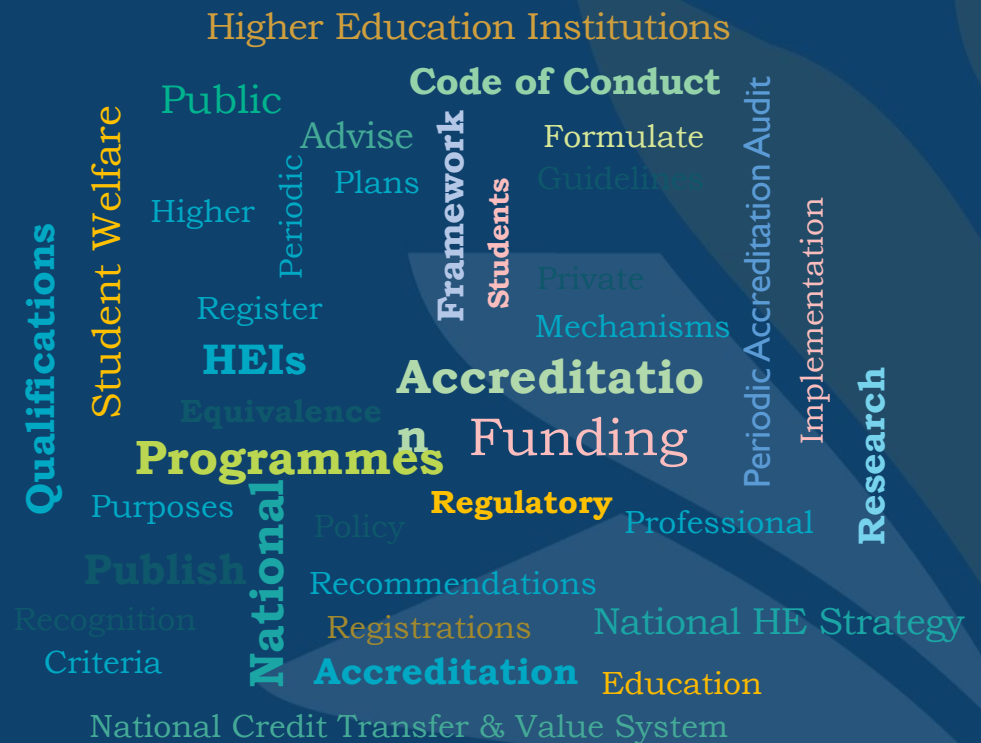 Higher Education Institutions
Code of Conduct
Public
Advise
Formulate
Student Welfare
Periodic
Framework
Plans
Students
Guidelines
Periodic Accreditation Audit
Higher
Implementation
Qualifications
Private
Register
Mechanisms
HEIs
Accreditatio
n
Equivalence
Funding
Research
Programmes
Purposes
National
Regulatory
Policy
Professional
Publish
Recommendations
Recognition
Registrations
National HE Strategy
Criteria
Accreditation
Education
National Credit Transfer & Value System